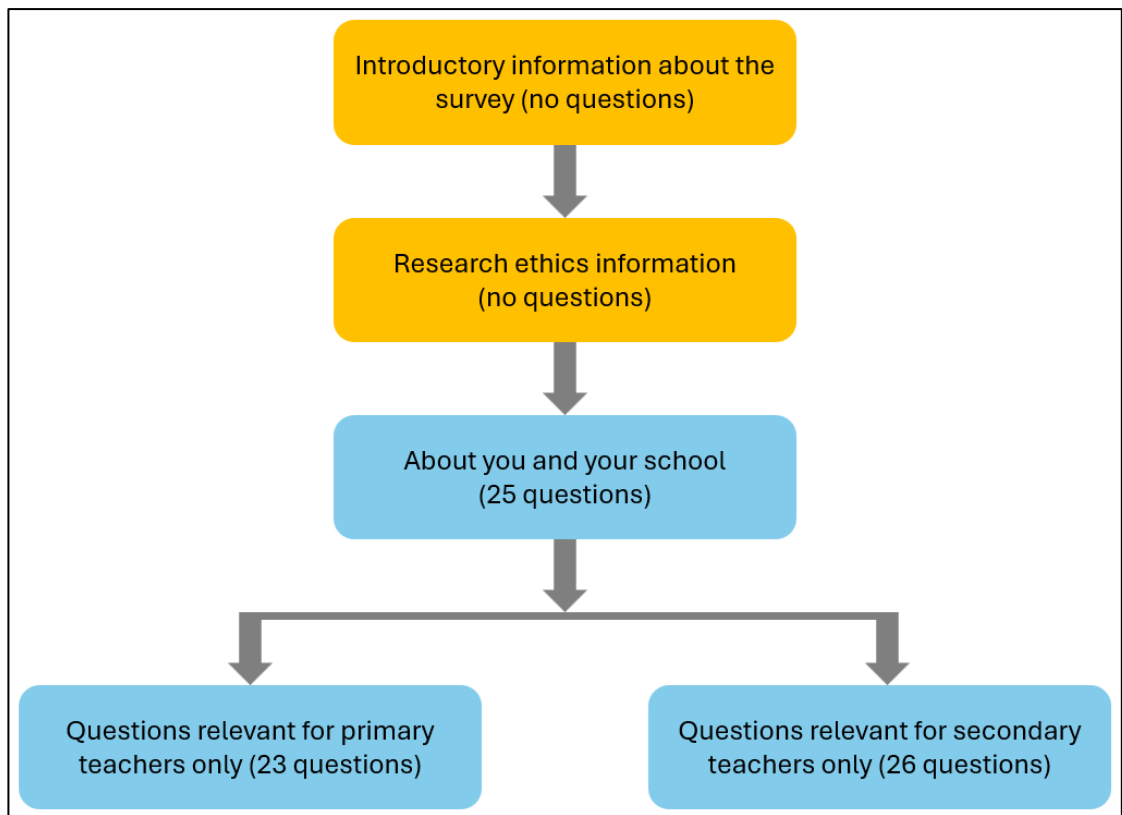 Introductory information about the
survey (no questions)
Research ethics information
(no questions)
About you and your school
(25 questions)
Questions relevant for primary
teachers only (23 questions)
Questions relevant for secondary
teachers only (26 questions)